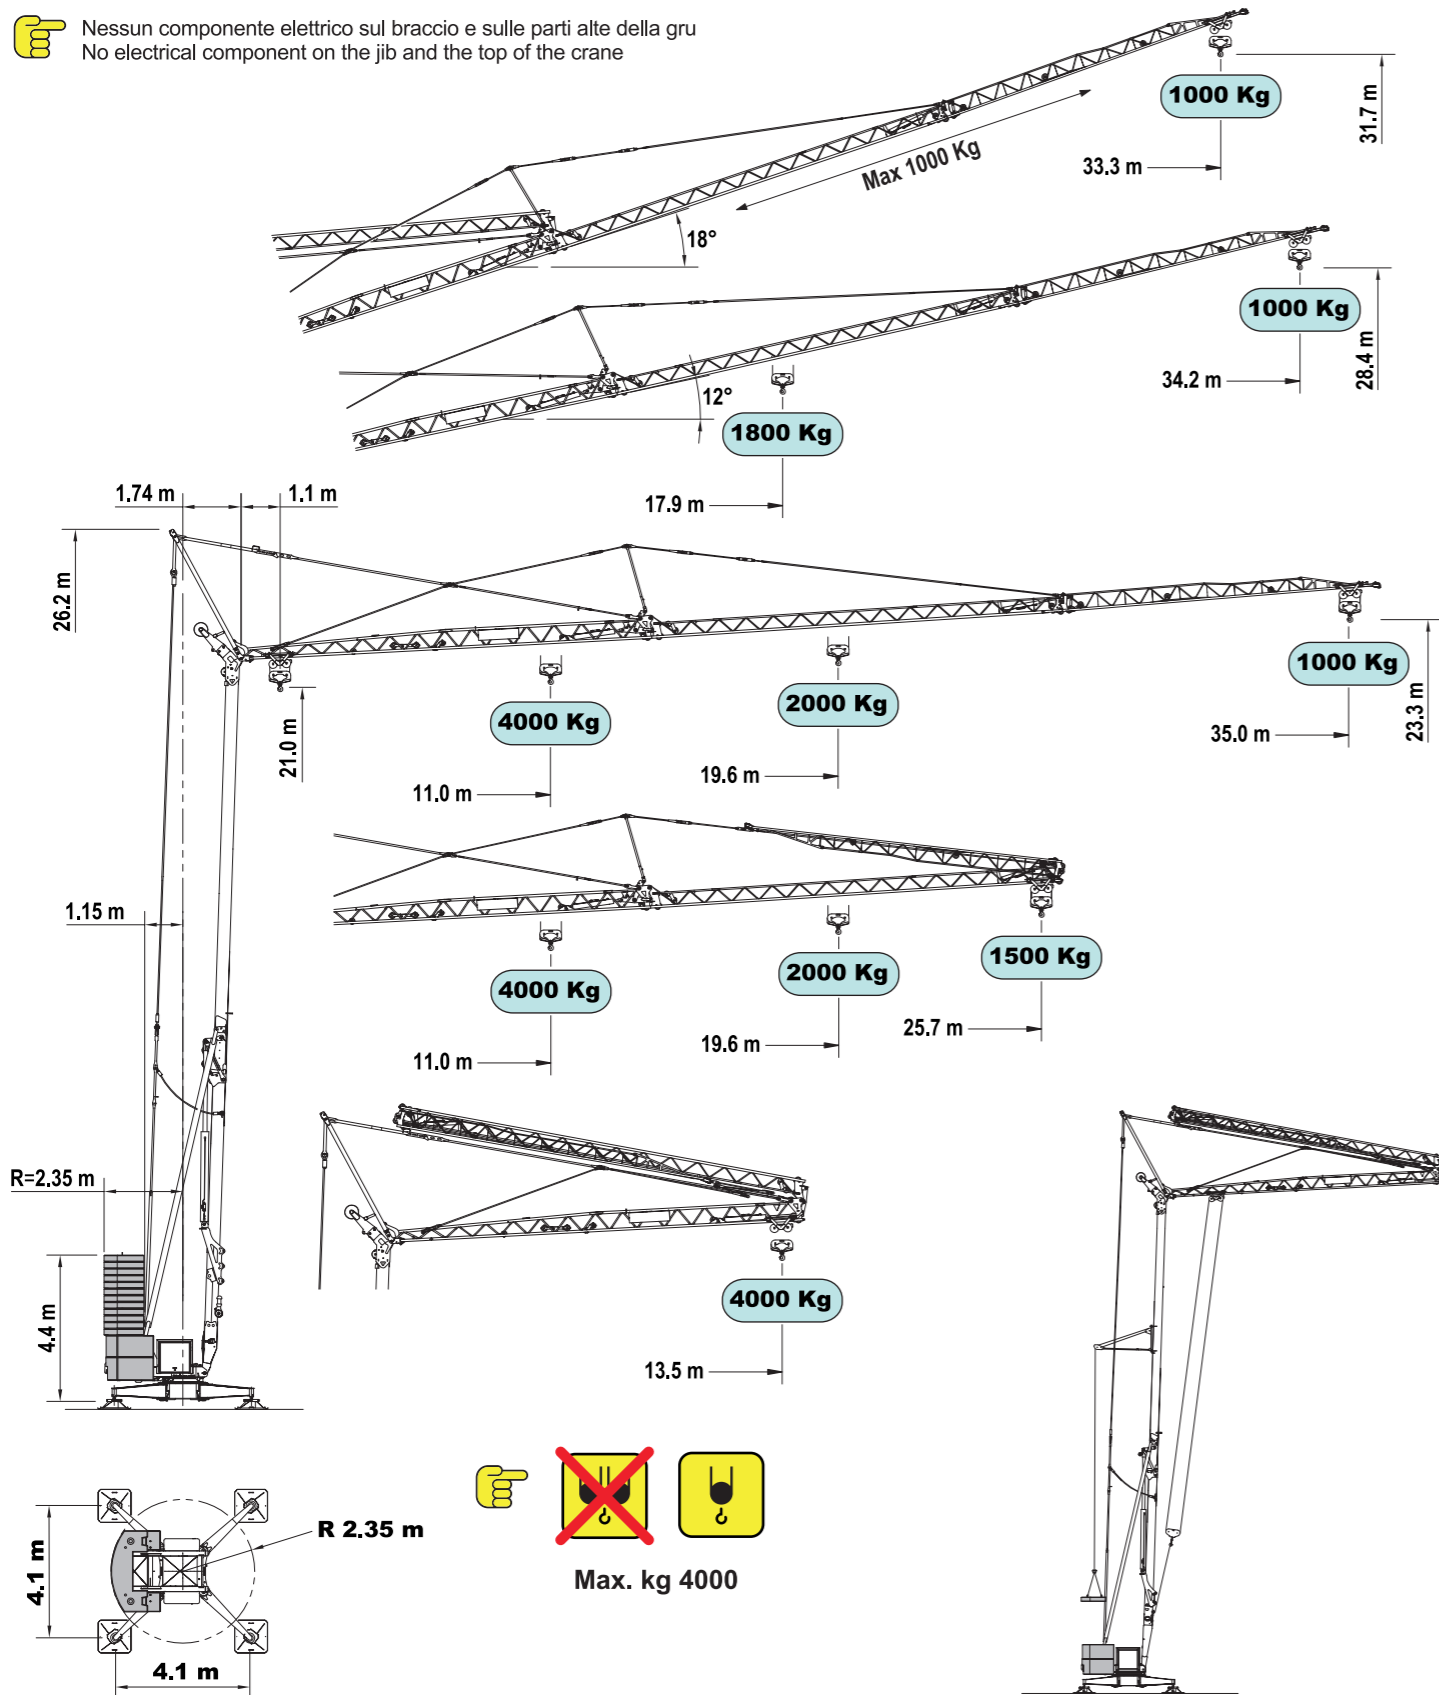 Nessun componente elettrico sul braccio e sulle parti alte della gru
No electrical component on the jib and the top of the crane
1000 Kg
31.7 m
33.3 m
Max 1000 Kg
18°
1000 Kg
28.4 m
34.2 m
12°
1800 Kg
17.9 m
1.74 m
1.1 m
26.2 m
21.0 m
4000 Kg
11.0 m
2000 Kg
19.6 m
1000 Kg
35.0 m
23.3 m
1.15 m
4000 Kg
11.0 m
2000 Kg
19.6 m
1500 Kg
25.7 m
R=2.35 m
4.4 m
4000 Kg
13.5 m
R 2.35 m
4.1 m
4.1 m
Max. kg 4000